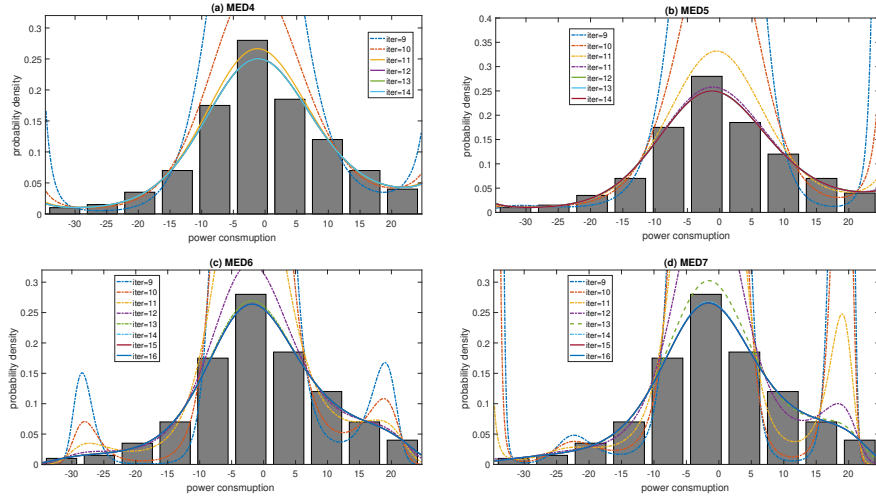 (a) MED4
probability density
0.3
0.25
0.2
0.15
0.1
0.05
0
iter=9
iter=10
iter=11
iter=12
iter=13
iter=14
-30 -25 -20 -15 -10 -5 0 5 10 15 20
power consmuption
(b) MED5
probability density
0.4
0.35
0.3
0.25
0.2
0.15
0.1
0.05
0
iter=9
iter=10
iter=11
iter=11
iter=12
iter=13
iter=14
-30 -25 -20 -15 -10 -5 0 5 10 15 20 25
power consmuption
(c) MED6
probability density
0.3
0.25
0.2
0.15
0.1
0.05
0
iter=9
iter=10
iter=11
iter=12
iter=13
iter=14
iter=15
iter=16
-30 -25 -20 -15 -10 -5 0 5 10 15 20 25
power consmuption
(d) MED7
probability density
0.3
0.25
0.2
0.15
0.1
0.05
0
iter=9
iter=10
iter=11
iter=12
iter=13
iter=14
iter=15
iter=16
-30 -20 -10 0 10 20
power consmuption